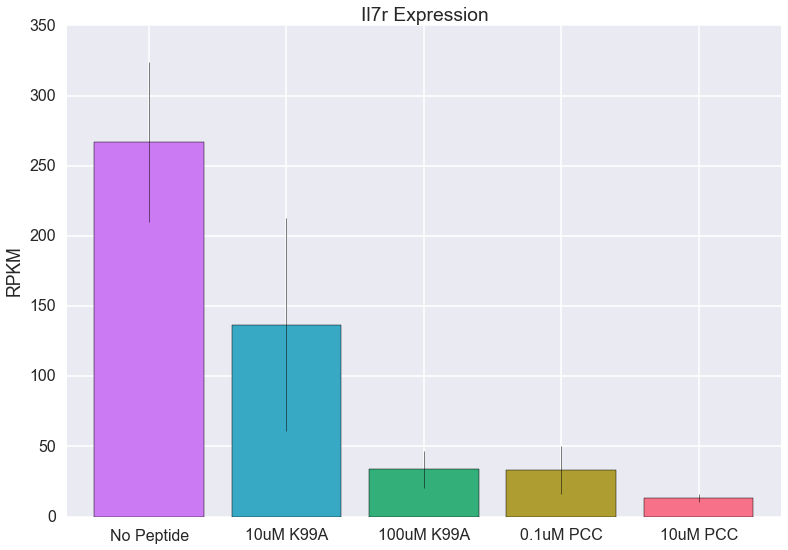 Il7r Expression
RPKM
350
300
250
200
150
100
50
0
No Peptide
10uM K99A
100uM K99A
0.1uM PCC
10uM PCC